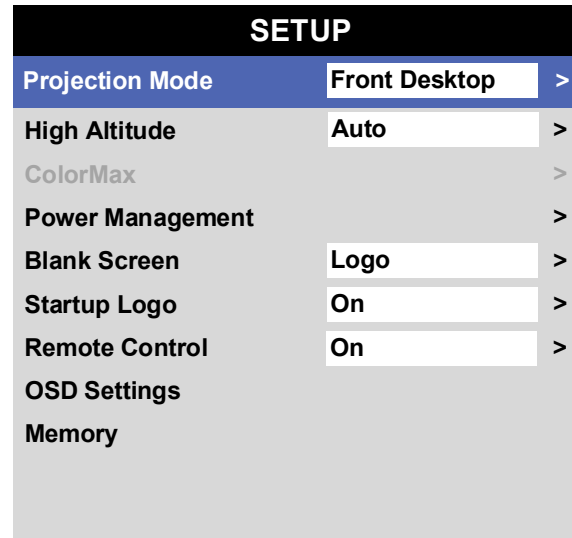 SETUP
Projection Mode Front Desktop >
High Altitude Auto >
ColorMax >
Power Management >
Blank Screen Logo >
Startup Logo On >
Remote Control On >
OSD Settings
Memory